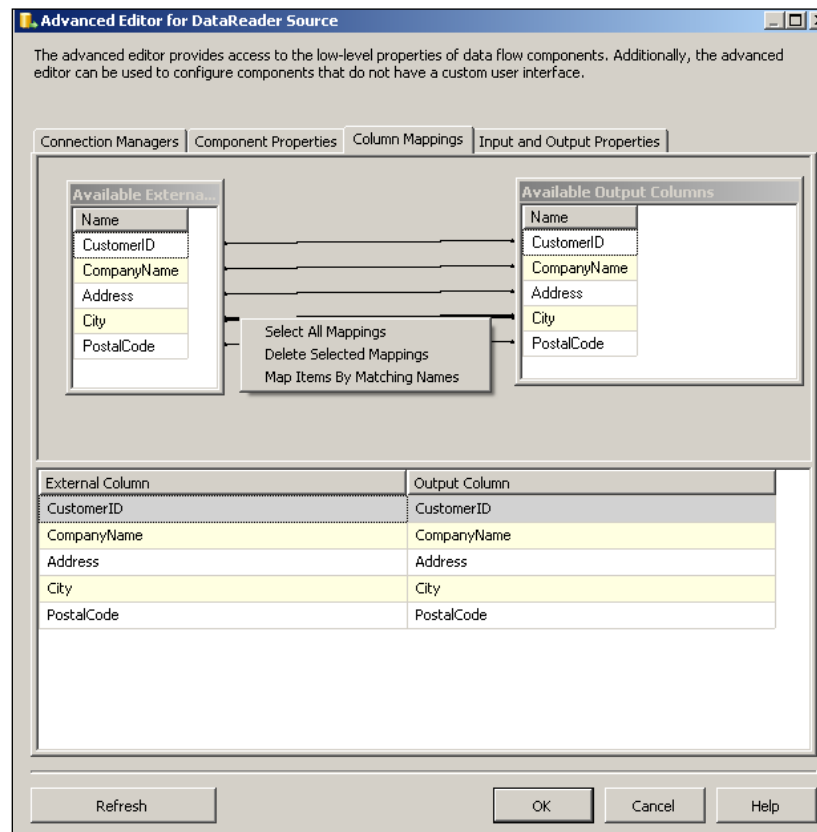 Advanced Editor for DataReader Source
The advanced editor provides access to the low-level properties of data flow components. Additionally, the advanced
editor can be used to configure components that do not have a custom user interface.
Connection Managers Component Properties Column Mappings Input and Output Properties
Available Externa...
Name
CustomerID
CompanyName
Address
City
PostalCode
Available Output Columns
Name
CustomerID
CompanyName
Address
City
PostalCode
Select All Mappings
Delete Selected Mappings
Map Items By Matching Names
External Column Output Column
CustomerID CustomerID
CompanyName CompanyName
Address Address
City City
PostalCode PostalCode
Refresh OK Cancel Help